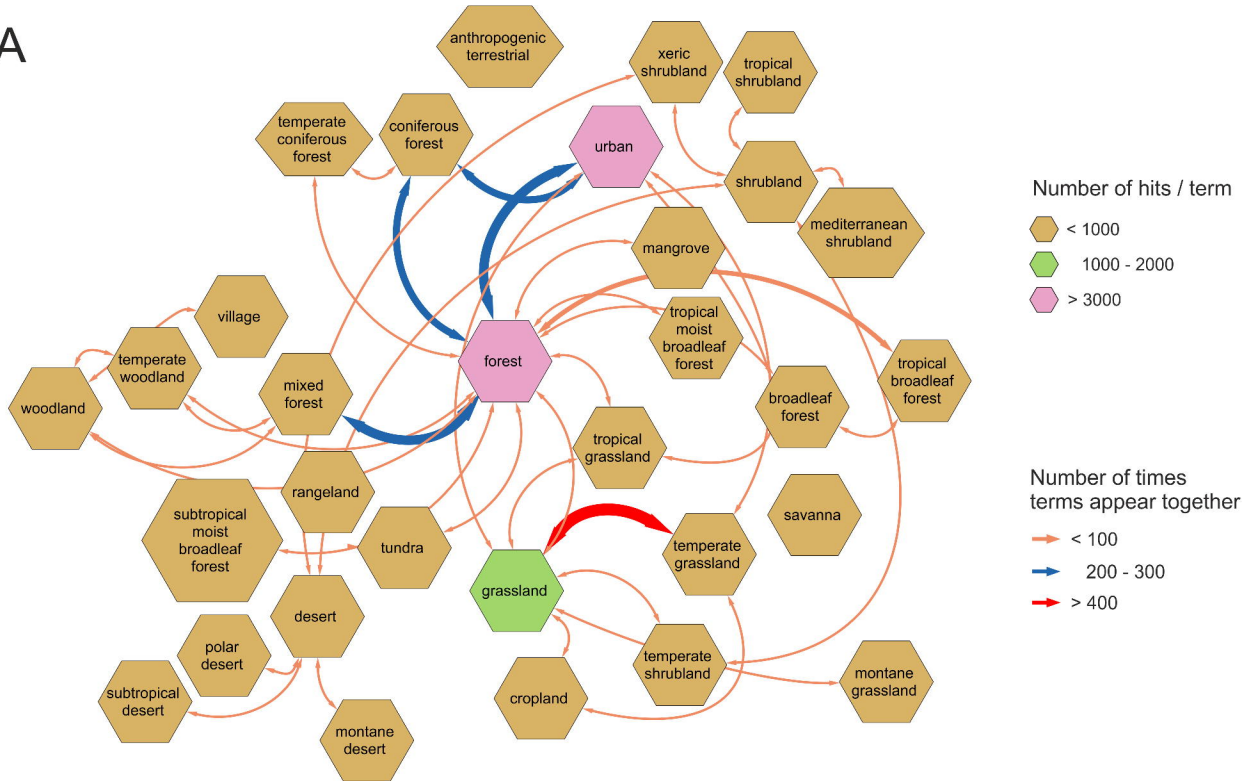 A
anthropogenic
terrestrial
xeric
shrubland
tropical
shrubland
temperate
coniferous
forest
coniferous
forest
urban
shrubland
mediterranean
shrubland
mangrove
village
temperate
woodland
woodland
mixed
forest
forest
tropical
moist
broadleaf
forest
broadleaf
forest
tropical
broadleaf
forest
tropical
grassland
rangeland
subtropical
moist
broadleaf
forest
tundra
savanna
temperate
grassland
grassland
desert
polar
desert
subtropical
desert
montane
desert
cropland
temperate
shrubland
montane
grassland
Number of hits / term
< 1000
1000 - 2000
> 3000
Number of times
terms appear together
< 100
200 - 300
> 400